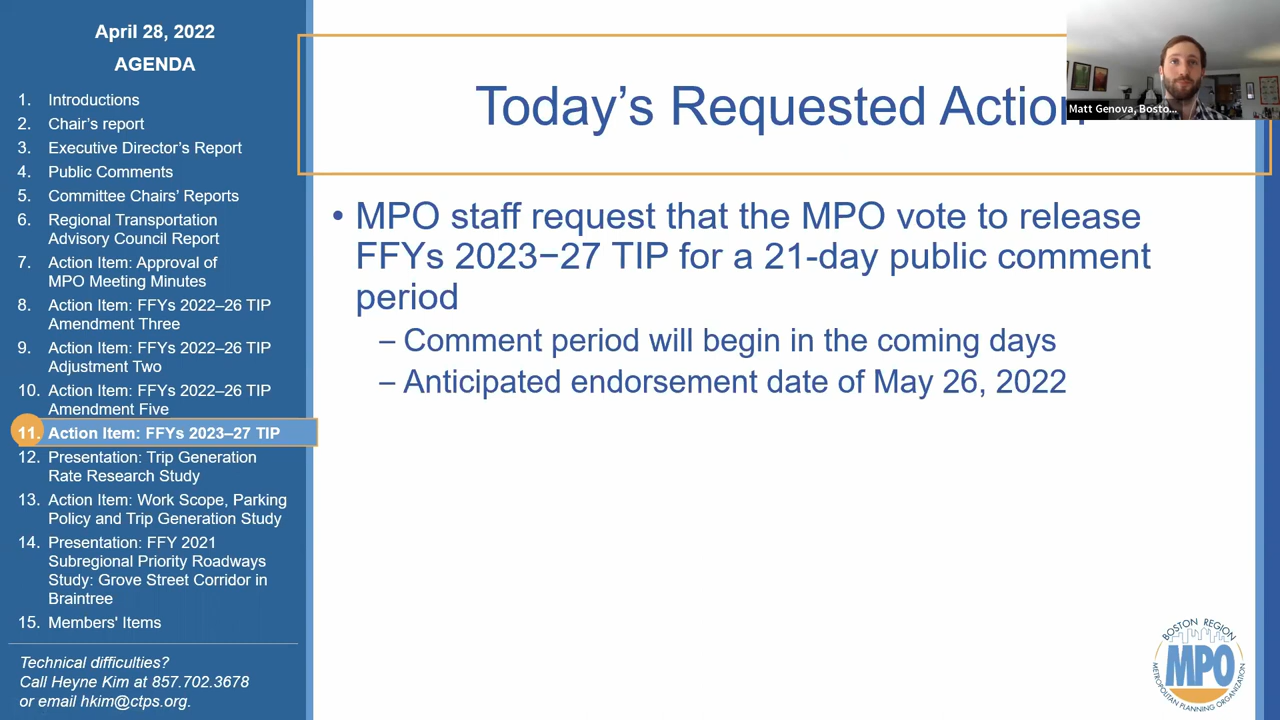 April 28, 2022
AGENDA
1. Introductions
2. Chair's report
3. Executive Director's Report
4. Public Comments
5. Committee Chairs' Reports
6. Regional Transportation
Advisory Council Report
7. Action Item: Approval of
MPO Meeting Minutes
8. Action Item: FFYs 2022–26 TIP
Amendment Three
9. Action Item: FFYs 2022–26 TIP
Adjustment Two
10. Action Item: FFYs 2022–26 TIP
Amendment Five
11. Action Item: FFYs 2023–27 TIP
12. Presentation: Trip Generation
Rate Research Study
13. Action Item: Work Scope, Parking
Policy and Trip Generation Study
14. Presentation: FFY 2021
Subregional Priority Roadways
Study: Grove Street Corridor in
Braintree
15. Members' Items
Technical difficulties?
Call Heyne Kim at 857.702.3678
or email hkim@ctps.org.
Today's Requested Action
Matt Genova, Bosto...
• MPO staff request that the MPO vote to release
FFYs 2023−27 TIP for a 21-day public comment
period
– Comment period will begin in the coming days
– Anticipated endorsement date of May 26, 2022
BOSTON REGION
MPO
METROPOLITAN PLANNING ORGANIZATION